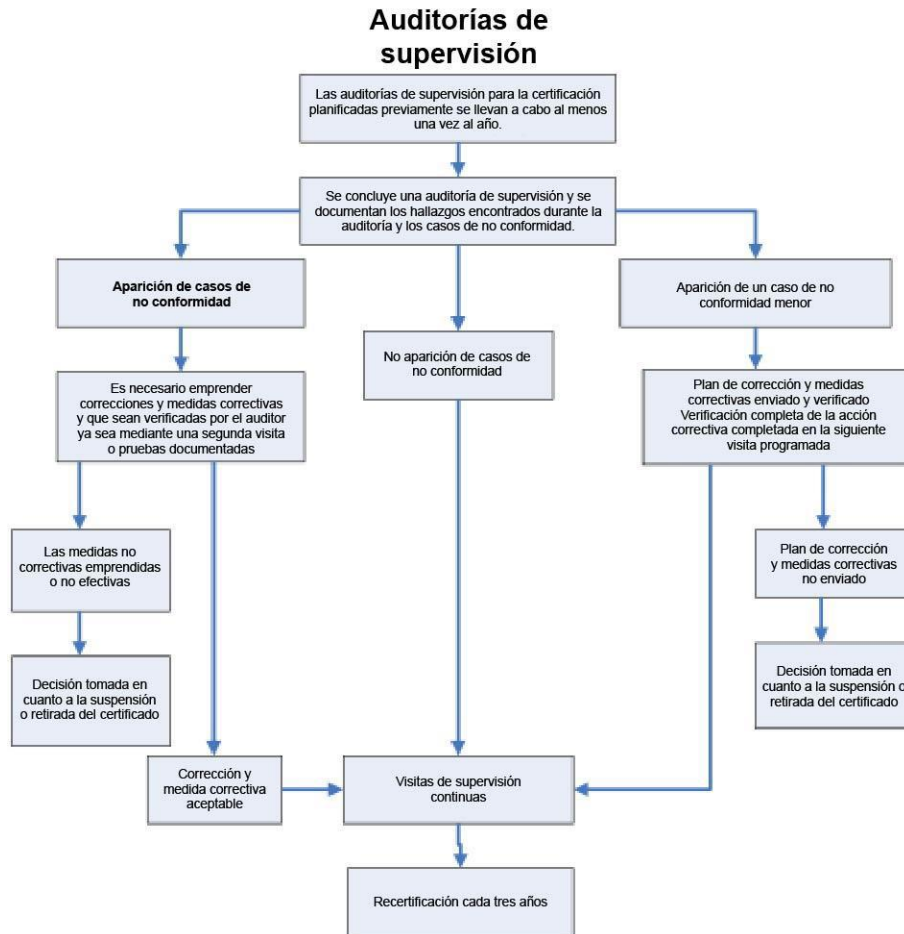 Auditorías de
supervisión
Las auditorías de supervisión para la certificación
planificadas previamente se llevan a cabo al menos
una vez al año.
Se concluye una auditoría de supervisión y se
documentan los hallazgos encontrados durante la
auditoría y los casos de no conformidad.
Aparición de casos de
no conformidad
No aparición de casos de
no conformidad
Aparición de un caso de no
conformidad menor
Es necesario emprender
correcciones y medidas correctivas
y que sean verificadas por el auditor
ya sea mediante una segunda visita
o pruebas documentadas
Plan de corrección y medidas
correctivas enviado y verificado
Verificación completa de la acción
correctiva completada en la siguiente
visita programada
Las medidas no
correctivas emprendidas
o no efectivas
Plan de corrección
y medidas correctivas
no enviado
Decisión tomada en
cuanto a la suspensión
o retirada del certificado
Decisión tomada en
cuanto a la suspensión o
retirada del certificado
Corrección y
medida correctiva
aceptable
Visitas de supervisión
continuas
Recertificación cada tres años